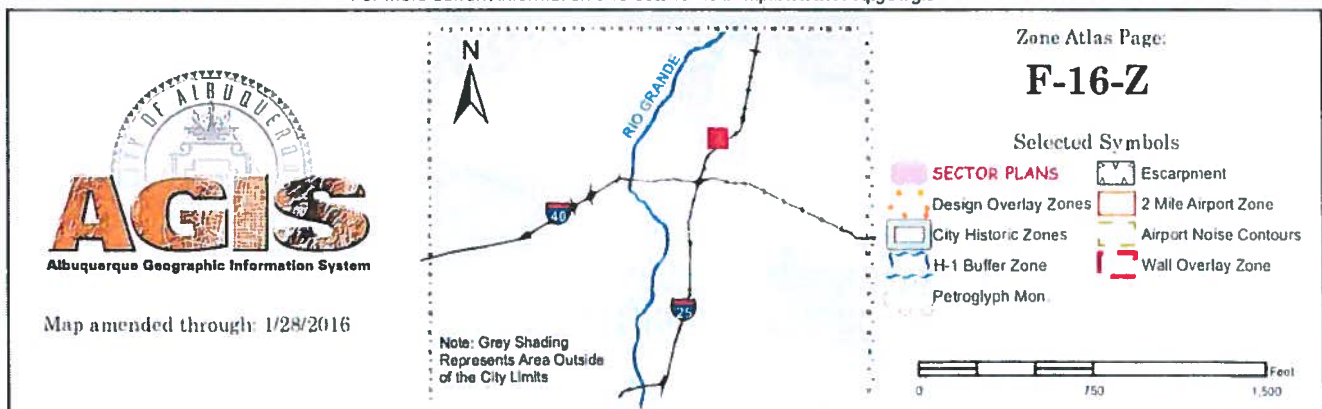 CITY OF ALBUQUERQUE
AGIS
Albuquerque Geographic Information System
Map amended through: 1/28/2016
N
RIO GRANDE
40
25
Note: Grey Shading
Represents Area Outside
of the City Limits
Zone Atlas Page:
F-16-Z
Selected Symbols
SECTOR PLANS
Design Overlay Zones
City Historic Zones
H-1 Buffer Zone
Petroglyph Mon.
Escarpment
2 Mile Airport Zone
Airport Noise Contours
Wall Overlay Zone
Feet
0 750 1,500